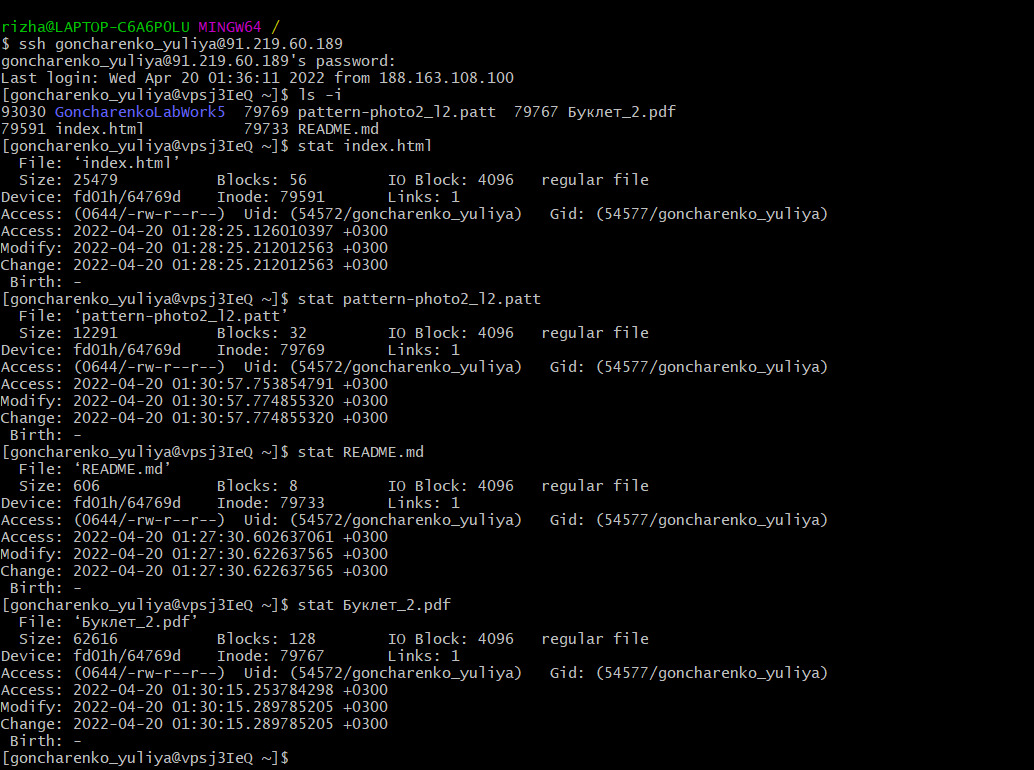 rizha@LAPTOP-C6A6P0LU MINGW64 /
$ ssh goncharenko_yuliya@91.219.60.189
goncharenko_yuliya@91.219.60.189's password:
Last login: Wed Apr 20 01:36:11 2022 from 188.163.108.100
[goncharenko_yuliya@vpsj3IeQ ~]$ ls -i
93030 GoncharenkoLabWork5  79769 pattern-photo2_l2.patt  79767 Буклет_2.pdf
79591 index.html           79733 README.md
[goncharenko_yuliya@vpsj3IeQ ~]$ stat index.html
  File: ‘index.html’
  Size: 25479           Blocks: 56         IO Block: 4096   regular file
Device: fd01h/64769d    Inode: 79591       Links: 1
Access: (0644/-rw-r--r--)  Uid: (54572/goncharenko_yuliya)   Gid: (54577/goncharenko_yuliya)
Access: 2022-04-20 01:28:25.126010397 +0300
Modify: 2022-04-20 01:28:25.212012563 +0300
Change: 2022-04-20 01:28:25.212012563 +0300
 Birth: -
[goncharenko_yuliya@vpsj3IeQ ~]$ stat pattern-photo2_l2.patt
  File: ‘pattern-photo2_l2.patt’
  Size: 12291           Blocks: 32         IO Block: 4096   regular file
Device: fd01h/64769d    Inode: 79769       Links: 1
Access: (0644/-rw-r--r--)  Uid: (54572/goncharenko_yuliya)   Gid: (54577/goncharenko_yuliya)
Access: 2022-04-20 01:30:57.753854791 +0300
Modify: 2022-04-20 01:30:57.774855320 +0300
Change: 2022-04-20 01:30:57.774855320 +0300
 Birth: -
[goncharenko_yuliya@vpsj3IeQ ~]$ stat README.md
  File: ‘README.md’
  Size: 606             Blocks: 8          IO Block: 4096   regular file
Device: fd01h/64769d    Inode: 79733       Links: 1
Access: (0644/-rw-r--r--)  Uid: (54572/goncharenko_yuliya)   Gid: (54577/goncharenko_yuliya)
Access: 2022-04-20 01:27:30.602637061 +0300
Modify: 2022-04-20 01:27:30.622637565 +0300
Change: 2022-04-20 01:27:30.622637565 +0300
 Birth: -
[goncharenko_yuliya@vpsj3IeQ ~]$ stat Буклет_2.pdf
  File: ‘Буклет_2.pdf’
  Size: 62616           Blocks: 128        IO Block: 4096   regular file
Device: fd01h/64769d    Inode: 79767       Links: 1
Access: (0644/-rw-r--r--)  Uid: (54572/goncharenko_yuliya)   Gid: (54577/goncharenko_yuliya)
Access: 2022-04-20 01:30:15.253784298 +0300
Modify: 2022-04-20 01:30:15.289785205 +0300
Change: 2022-04-20 01:30:15.289785205 +0300
 Birth: -
[goncharenko_yuliya@vpsj3IeQ ~]$